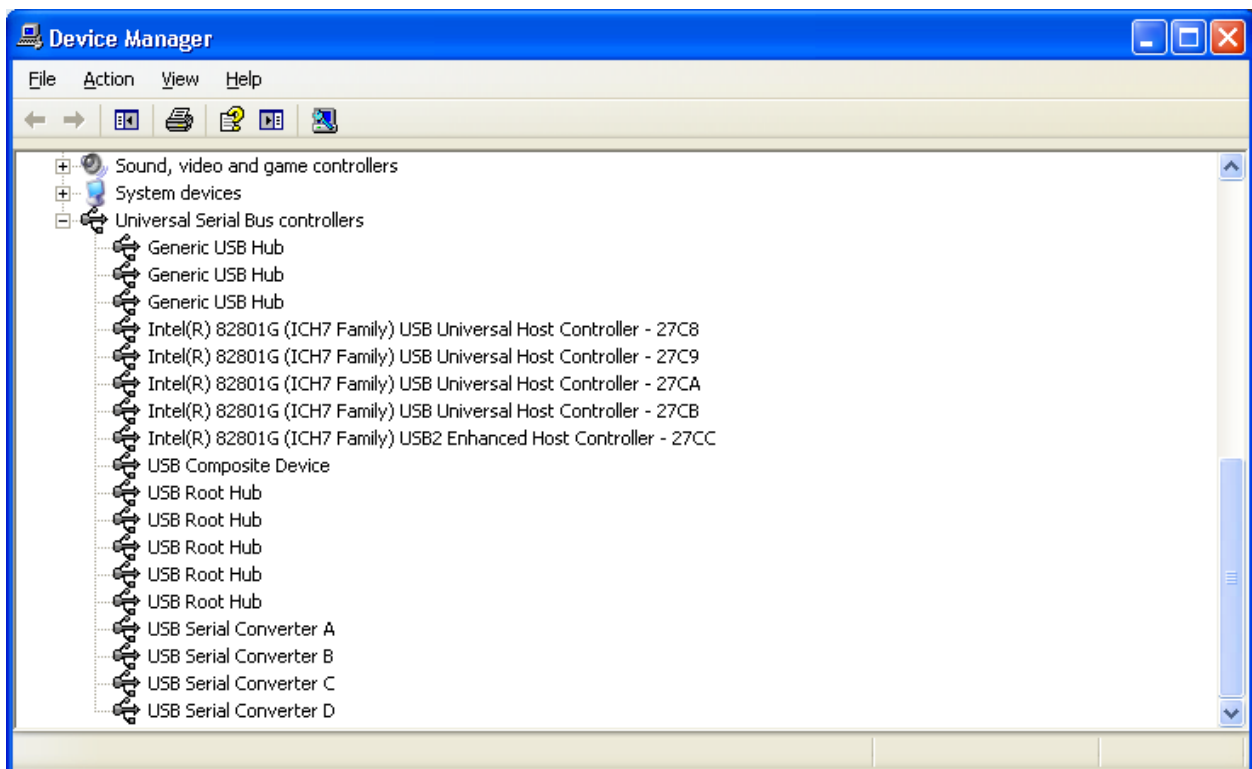 Device Manager
File Action View Help
Sound, video and game controllers
System devices
Universal Serial Bus controllers
Generic USB Hub
Generic USB Hub
Generic USB Hub
Intel(R) 82801G (ICH7 Family) USB Universal Host Controller - 27C8
Intel(R) 82801G (ICH7 Family) USB Universal Host Controller - 27C9
Intel(R) 82801G (ICH7 Family) USB Universal Host Controller - 27CA
Intel(R) 82801G (ICH7 Family) USB Universal Host Controller - 27CB
Intel(R) 82801G (ICH7 Family) USB2 Enhanced Host Controller - 27CC
USB Composite Device
USB Root Hub
USB Root Hub
USB Root Hub
USB Root Hub
USB Root Hub
USB Serial Converter A
USB Serial Converter B
USB Serial Converter C
USB Serial Converter D